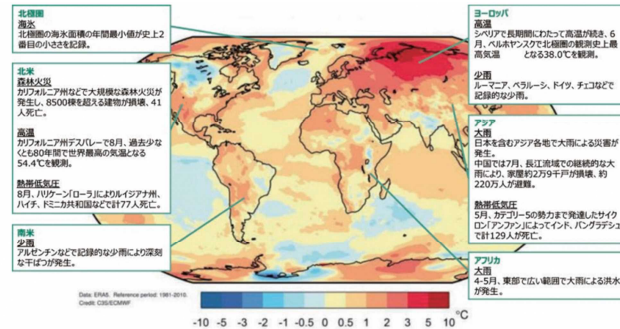 北極圏
海氷
北極圏の海氷面積の年間最小値が史上2
番目の小ささを記録。
北米
森林火災
カリフォルニア州などで大規模な森林火災が
発生し、8500棟を超える建物が損壊、41
人死亡。
高温
カリフォルニア州デスバレーで8月、過去少な
くとも80年間で世界最高の気温となる
54.4℃を観測。
熱帯低気圧
8月、ハリケーン「ローラ」によりルイジアナ州、
ハイチ、ドミニカ共和国などで計77人死亡。
南米
少雨
アルゼンチンなどで記録的な少雨により深刻
な干ばつが発生。
ヨーロッパ
高温
シベリアで長期間にわたって高温が続き、6
月、ベルホヤンスクで北極圏の観測史上最
高気温 となる38.0℃を観測。
少雨
ルーマニア、ベラルーシ、ドイツ、チェコなどで
記録的な少雨。
アジア
大雨
日本を含むアジア各地で大雨による災害が
発生。
中国では7月、長江流域での継続的な大
雨により、家屋約2万9千戸が損壊、約
220万人が避難。
熱帯低気圧
5月、カテゴリー5の勢力まで発達したサイク
ロン「アンファン」によってインド、バングラデシュ
で計129人が死亡。
アフリカ
大雨
4-5月、東部で広い範囲で大雨による洪水
が発生。
Data: ERA5. Reference period: 1981-2010.
Credit: C3S/ECMWF
℃
-10 -5 -3 -2 -1 -0.5 0 0.5 1 2 3 5 10